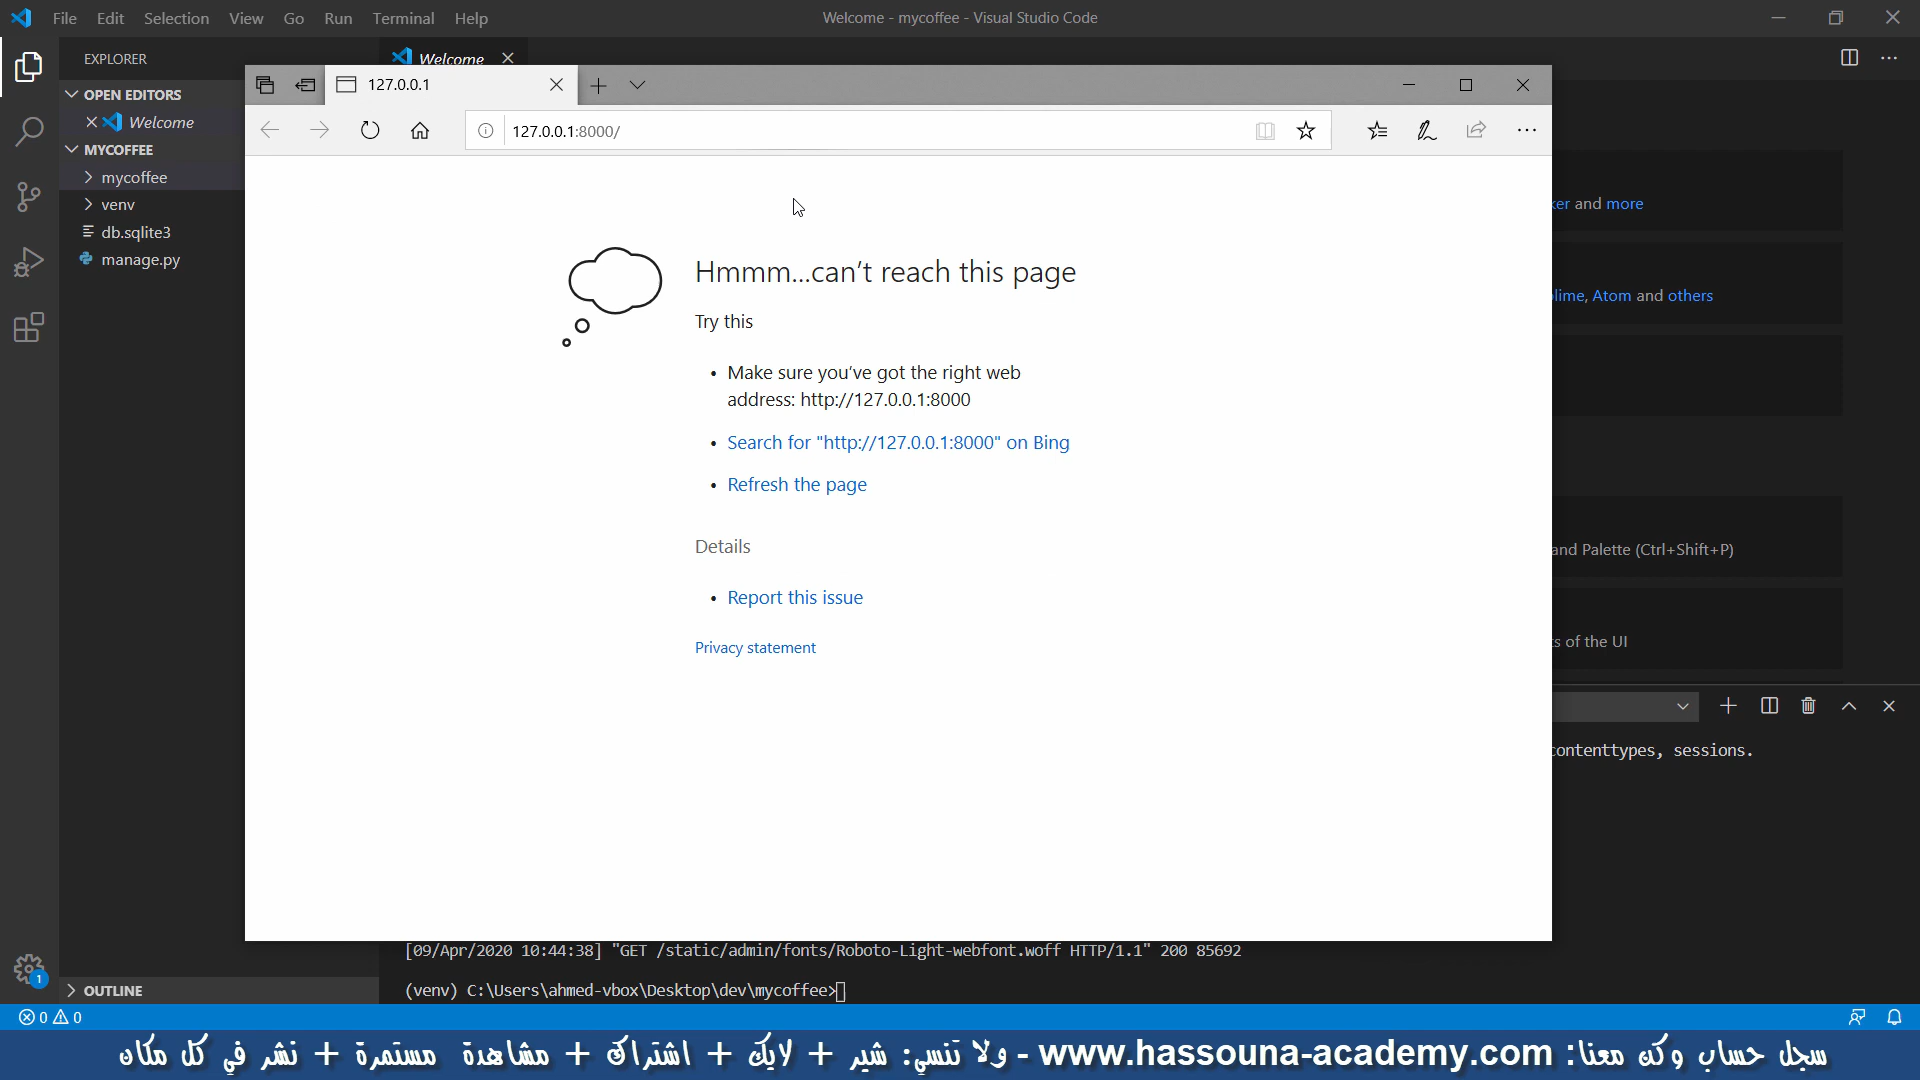 File Edit Selection View Go Run Terminal Help
Welcome - mycoffee - Visual Studio Code
EXPLORER
Welcome
OPEN EDITORS
Welcome
MYCOFFEE
mycoffee
venv
db.sqlite3
manage.py
127.0.0.1
127.0.0.1:8000/
Hmmm...can't reach this page
Try this
• Make sure you've got the right web
address: http://127.0.0.1:8000
• Search for "http://127.0.0.1:8000" on Bing
• Refresh the page
Details
• Report this issue
Privacy statement
and more
Atom and others
Palette (Ctrl+Shift+P)
of the UI
contenttypes, sessions.
[09/Apr/2020 10:44:38] "GET /static/admin/fonts/Roboto-Light-webfont.woff HTTP/1.1" 200 85692
(venv) C:\Users\ahmed-vbox\Desktop\dev\mycoffee>
OUTLINE
1
0 0
سجل حساب وكن معنا: www.hassouna-academy.com - ولا تنسي: شير + لايك + اشتراك + مشاهدة مستمرة + نشر في كل مكان